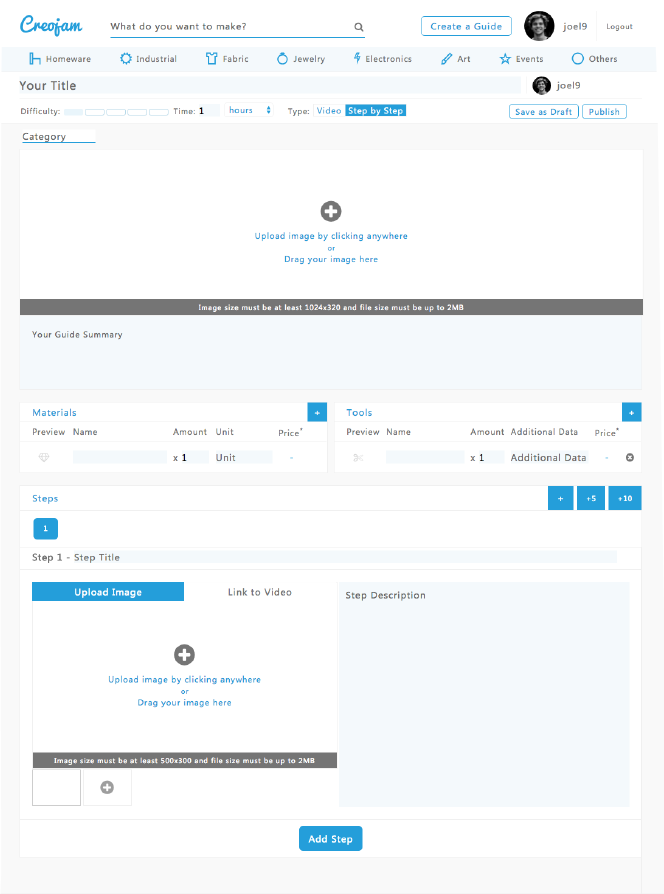 Creojam
What do you want to make?
Create a Guide
joel9
Logout
Homeware Industrial Fabric Jewelry Electronics Art Events Others
Your Title
joel9
Difficulty: Time: 1 hours Type: Video Step by Step
Save as Draft Publish
Category
Upload image by clicking anywhere
or
Drag your image here
Image size must be at least 1024x320 and file size must be up to 2MB
Your Guide Summary
Materials +
Preview Name Amount Unit Price*
x 1 Unit -
Tools +
Preview Name Amount Additional Data Price*
x 1 Additional Data -
Steps + +5 +10
1
Step 1 - Step Title
Upload Image Link to Video
Upload image by clicking anywhere
or
Drag your image here
Image size must be at least 500x300 and file size must be up to 2MB
Step Description
Add Step